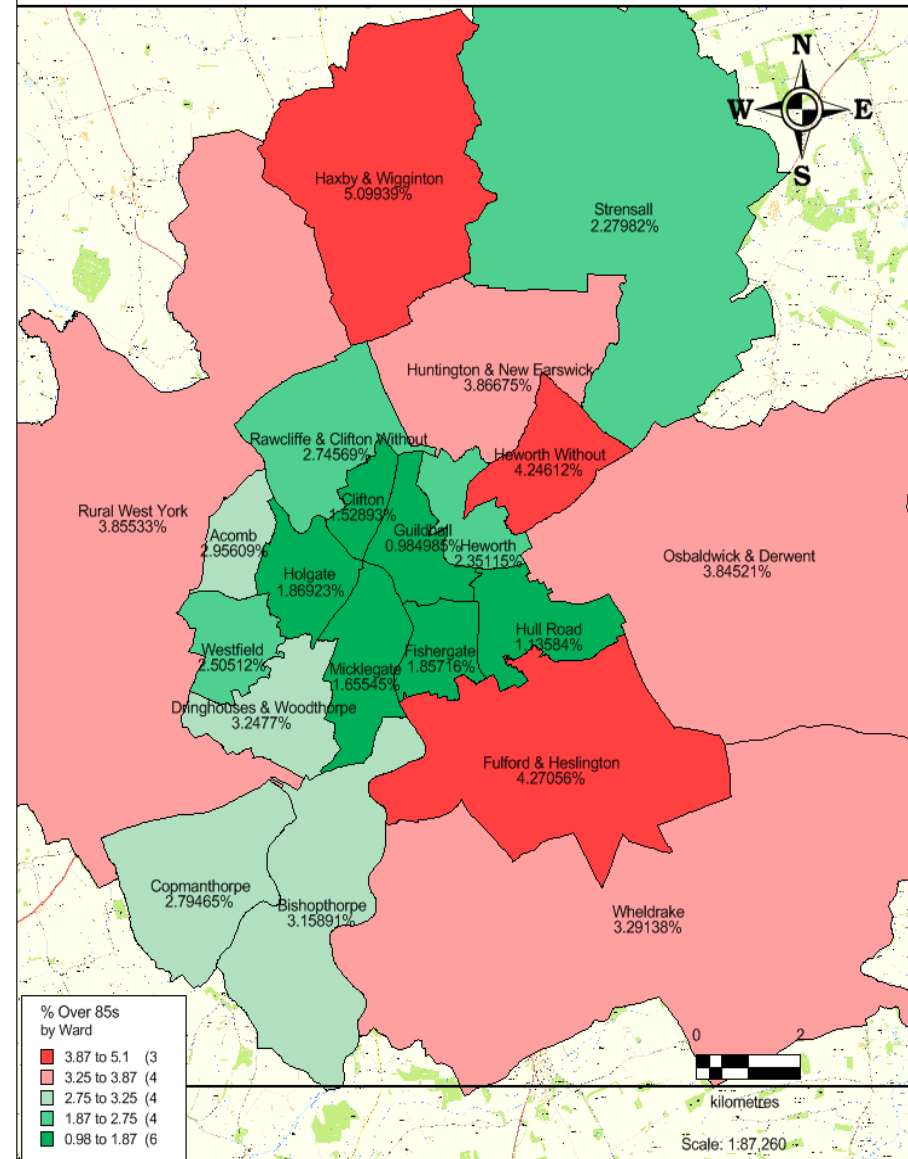 N
W E
S
Haxby & Wigginton
5.09939%
Strensall
2.27982%
Huntington & New Earswick
3.86675%
Rawcliffe & Clifton Without
2.74569%
Heworth Without
4.24612%
Clifton
1.52893%
Rural West York
3.85533%
Guildhall
0.984985%
Acomb
2.95609%
Heworth
2.35115%
Osbaldwick & Derwent
3.84521%
Holgate
1.86923%
Hull Road
1.13584%
Westfield
2.50512%
Fishergate
1.85716%
Micklegate
1.65545%
Dringhouses & Woodthorpe
3.2477%
Fulford & Heslington
4.27056%
Copmanthorpe
2.79465%
Bishopthorpe
3.15891%
Wheldrake
3.29138%
% Over 85s
by Ward
3.87 to 5.1 (3
3.25 to 3.87 (4
2.75 to 3.25 (4
1.87 to 2.75 (4
0.98 to 1.87 (6
0 2
kilometres
Scale: 1:87,260